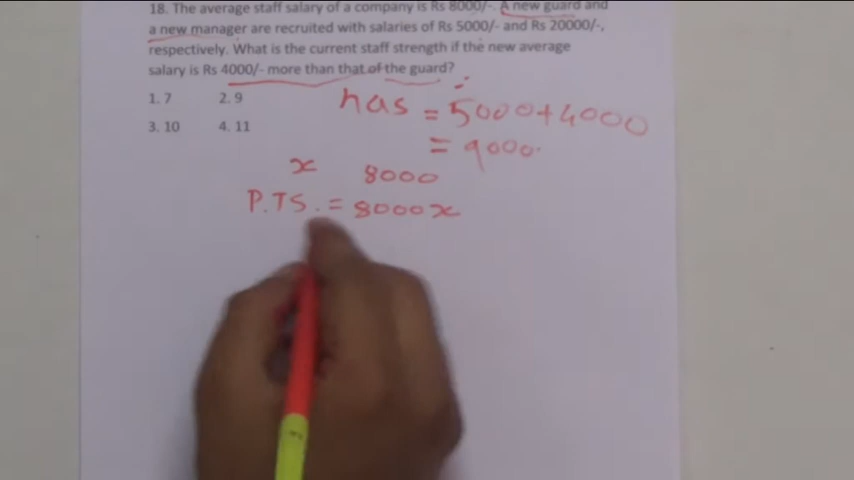 18. The average staff salary of a company is Rs 8000/-. A new guard and
a new manager are recruited with salaries of Rs 5000/- and Rs 20000/-,
respectively. What is the current staff strength if the new average
salary is Rs 4000/- more than that of the guard?
1. 7 2. 9
3. 10 4. 11
has = 5000+4000
= 9000.
x 8000
P.TS. = 8000x